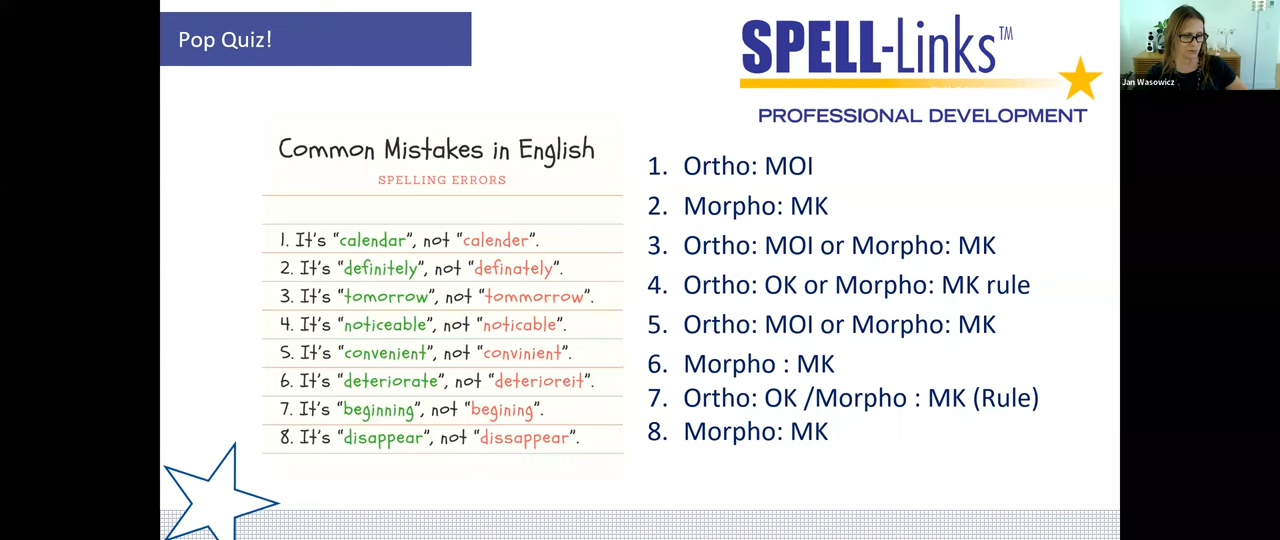 Pop Quiz!
SPELL-Links™
PROFESSIONAL DEVELOPMENT
Jan Wasowicz
Common Mistakes in English
SPELLING ERRORS
1. It's "calendar", not "calender".
2. It's "definitely", not "definately".
3. It's "tomorrow", not "tommorrow".
4. It's "noticeable", not "noticable".
5. It's "convenient", not "convinient".
6. It's "deteriorate", not "deterioreit".
7. It's "beginning", not "begining".
8. It's "disappear", not "dissappear".
1. Ortho: MOI
2. Morpho: MK
3. Ortho: MOI or Morpho: MK
4. Ortho: OK or Morpho: MK rule
5. Ortho: MOI or Morpho: MK
6. Morpho : MK
7. Ortho: OK /Morpho : MK (Rule)
8. Morpho: MK